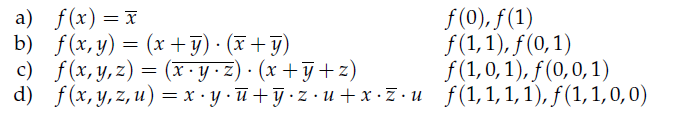 a) f(x) = x̅ f(0), f(1)
b) f(x, y) = (x + y̅) · (x̅ + y̅) f(1, 1), f(0, 1)
c) f(x, y, z) = (x̅ ̅·̅ ̅y̅ ̅·̅ ̅z̅) · (x + y̅ + z) f(1, 0, 1), f(0, 0, 1)
d) f(x, y, z, u) = x · y · u̅ + y̅ · z · u + x · z̅ · u f(1, 1, 1, 1), f(1, 1, 0, 0)